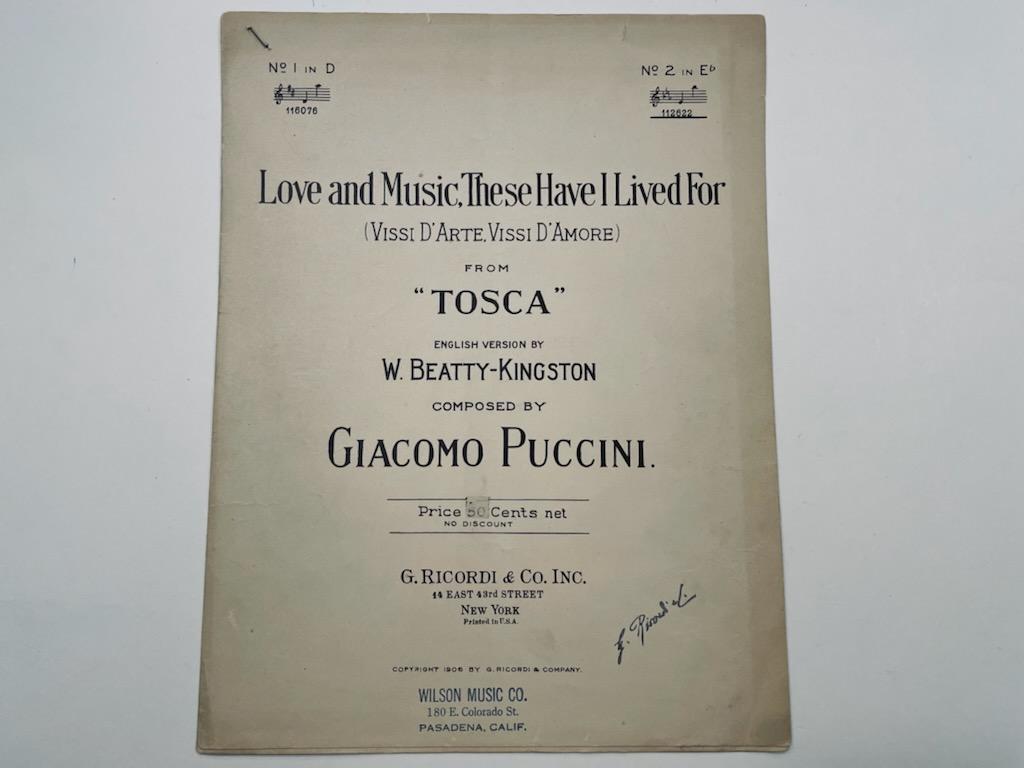 Nº 1 IN D
116076
Nº 2 IN E♭
112622
Love and Music, These Have I Lived For
(VISSI D'ARTE, VISSI D'AMORE)
FROM
"TOSCA"
ENGLISH VERSION BY
W. BEATTY-KINGSTON
COMPOSED BY
GIACOMO PUCCINI.
Price 50 Cents net
NO DISCOUNT
G. RICORDI & CO. INC.
14 EAST 43rd STREET
NEW YORK
Printed in U.S.A.
G. Ricordi
COPYRIGHT 1906 BY G. RICORDI & COMPANY.
WILSON MUSIC CO.
180 E. Colorado St.
PASADENA, CALIF.